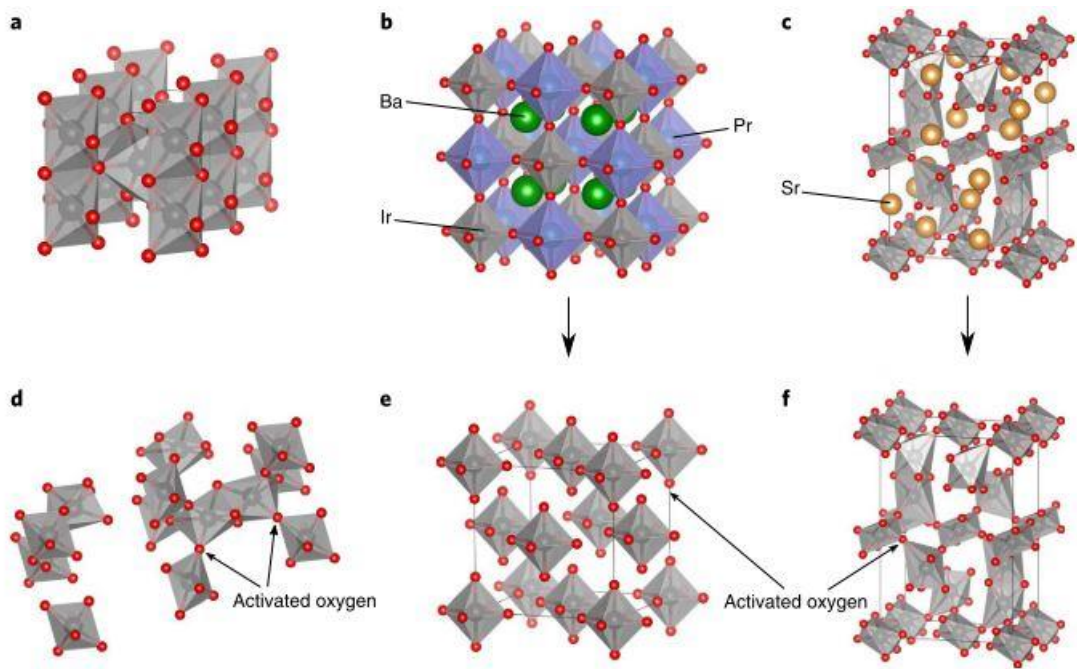 a
b
c
Ba
Pr
Ir
Sr
d
e
f
Activated oxygen
Activated oxygen